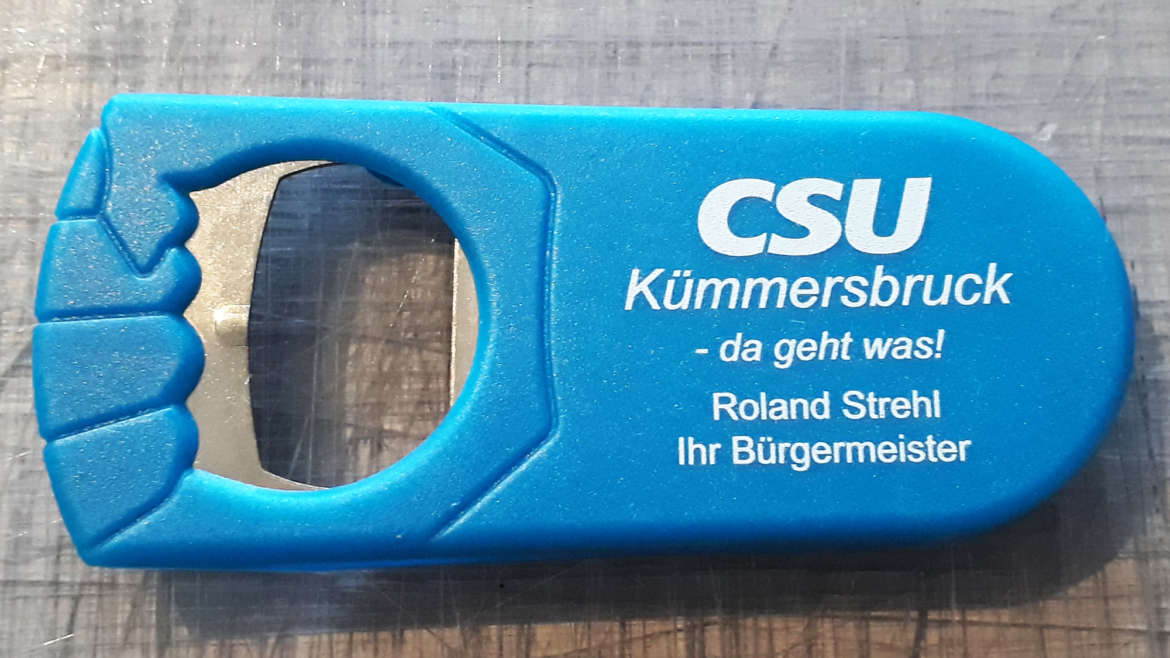 CSU
Kümmersbruck
- da geht was!
Roland Strehl
Ihr Bürgermeister